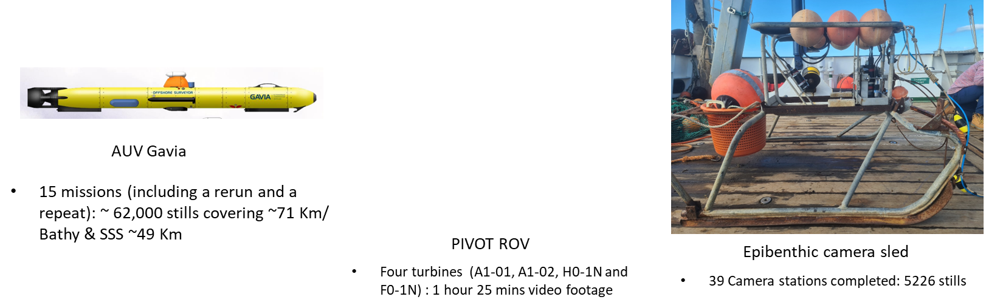 OFFSHORE SURVEYOR
GAVIA
AUV Gavia
• 15 missions (including a rerun and a
repeat): ~ 62,000 stills covering ~71 Km/
Bathy & SSS ~49 Km
PIVOT ROV
• Four turbines (A1-01, A1-02, H0-1N and
F0-1N) : 1 hour 25 mins video footage
Epibenthic camera sled
• 39 Camera stations completed: 5226 stills